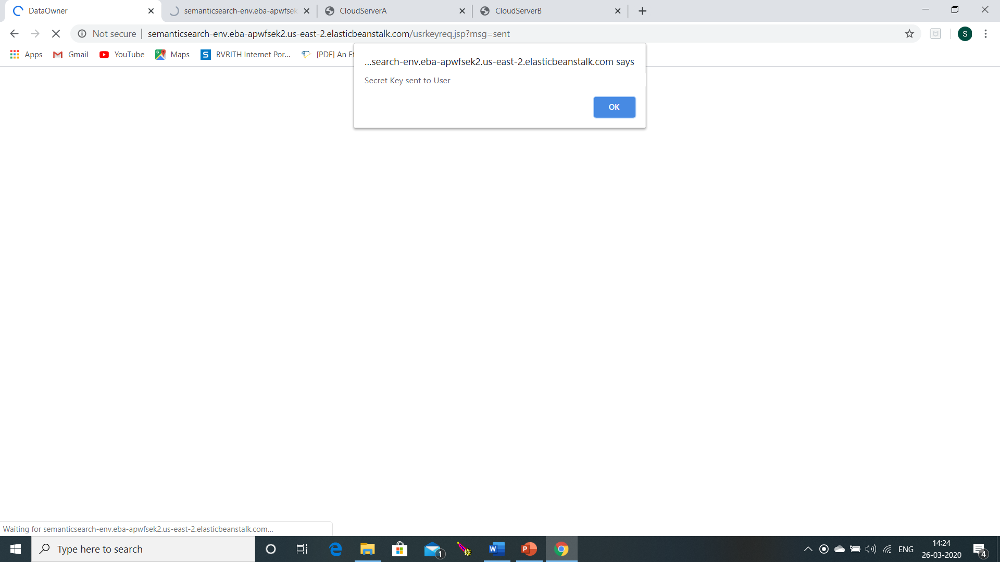 DataOwner
semanticsearch-env.eba-apwfsek
CloudServerA
CloudServerB
Not secure
semanticsearch-env.eba-apwfsek2.us-east-2.elasticbeanstalk.com/usrkeyreq.jsp?msg=sent
S
Apps
Gmail
YouTube
Maps
S
BVRITH Internet Por...
[PDF] An Ef
...search-env.eba-apwfsek2.us-east-2.elasticbeanstalk.com says
Secret Key sent to User
OK
Waiting for semanticsearch-env.eba-apwfsek2.us-east-2.elasticbeanstalk.com...
Type here to search
1
W
P
ENG
14:24
26-03-2020
4